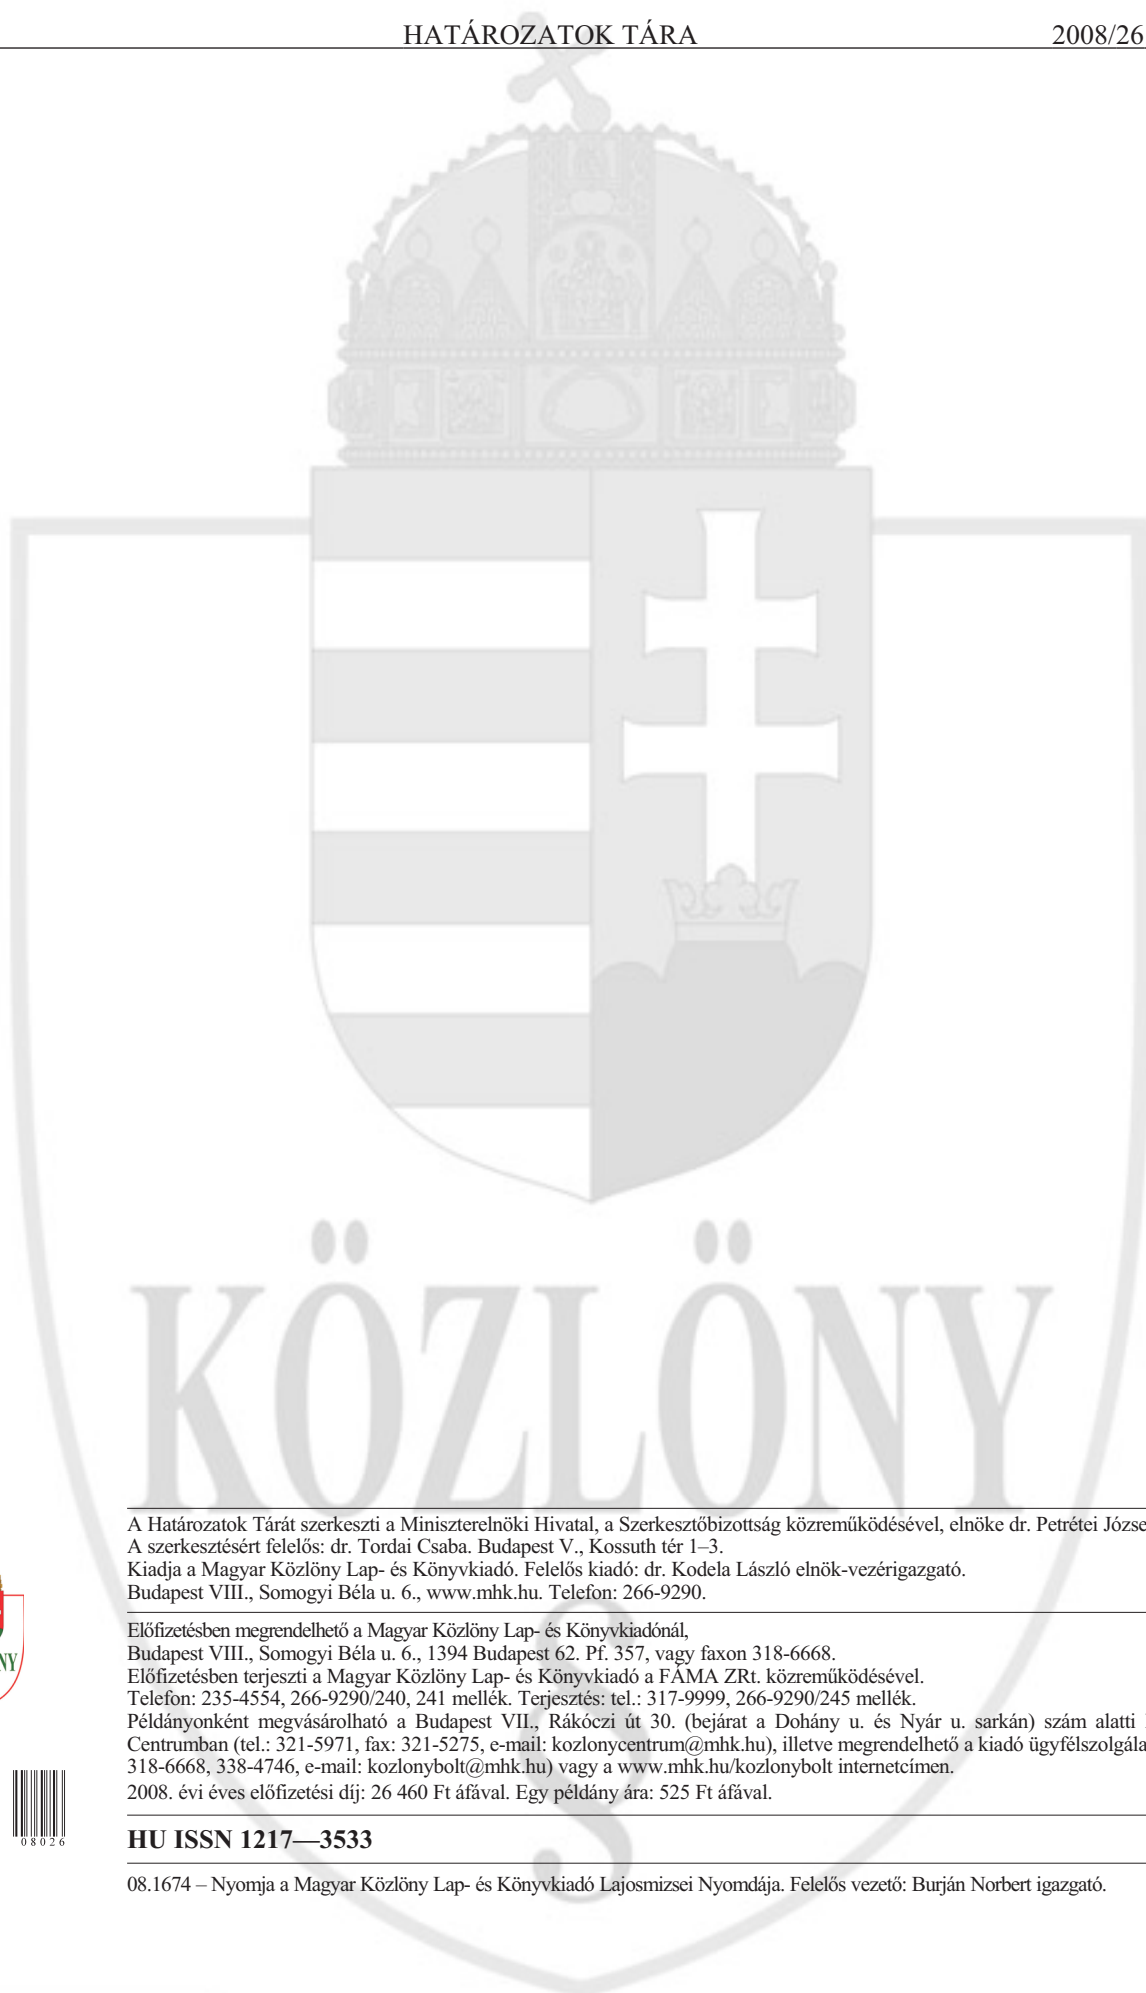 HATÁROZATOK TÁRA 2008/26
KÖZLÖNY
A Határozatok Tárát szerkeszti a Miniszterelnöki Hivatal, a Szerkesztőbizottság közreműködésével, elnöke dr. Petrétei Józse
A szerkesztésért felelős: dr. Tordai Csaba. Budapest V., Kossuth tér 1–3.
Kiadja a Magyar Közlöny Lap- és Könyvkiadó. Felelős kiadó: dr. Kodela László elnök-vezérigazgató.
Budapest VIII., Somogyi Béla u. 6., www.mhk.hu. Telefon: 266-9290.
Előfizetésben megrendelhető a Magyar Közlöny Lap- és Könyvkiadónál,
Budapest VIII., Somogyi Béla u. 6., 1394 Budapest 62. Pf. 357, vagy faxon 318-6668.
Előfizetésben terjeszti a Magyar Közlöny Lap- és Könyvkiadó a FÁMA ZRt. közreműködésével.
Telefon: 235-4554, 266-9290/240, 241 mellék. Terjesztés: tel.: 317-9999, 266-9290/245 mellék.
Példányonként megvásárolható a Budapest VII., Rákóczi út 30. (bejárat a Dohány u. és Nyár u. sarkán) szám alatti
Centrumban (tel.: 321-5971, fax: 321-5275, e-mail: kozlonycentrum@mhk.hu), illetve megrendelhető a kiadó ügyfélszolgála
318-6668, 338-4746, e-mail: kozlonybolt@mhk.hu) vagy a www.mhk.hu/kozlonybolt internetcímen.
2008. évi éves előfizetési díj: 26 460 Ft áfával. Egy példány ára: 525 Ft áfával.
NY
08026
HU ISSN 1217—3533
§
08.1674 – Nyomja a Magyar Közlöny Lap- és Könyvkiadó Lajosmizsei Nyomdája. Felelős vezető: Burján Norbert igazgató.